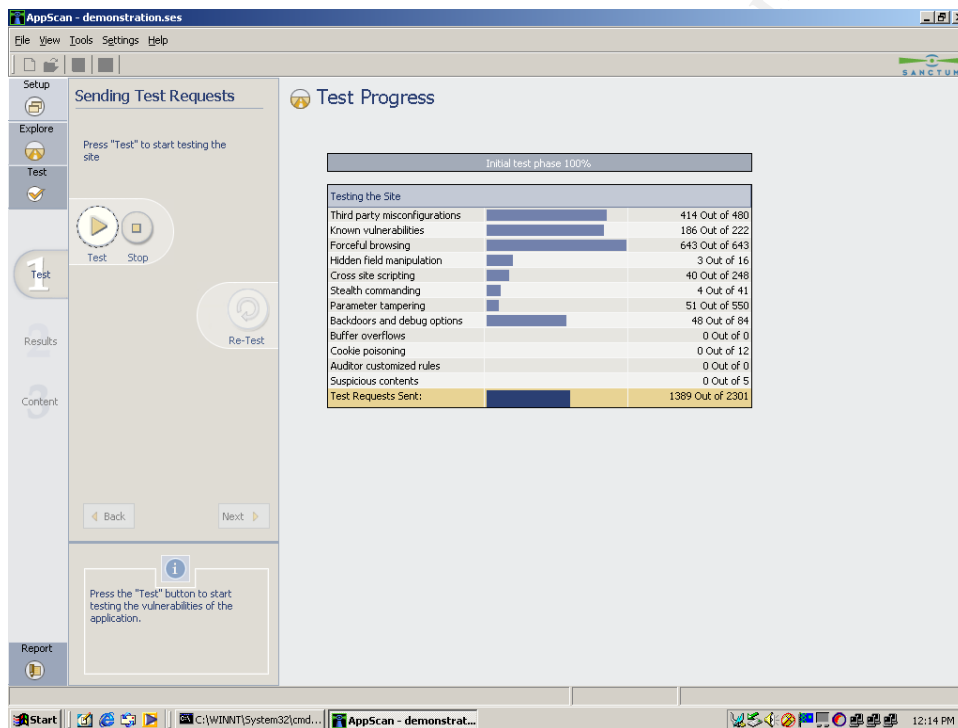 AppScan - demonstration.ses
File View Tools Settings Help
SANCTUM
Setup
Explore
Test
Sending Test Requests
Press "Test" to start testing the
site
Test Stop
Re-Test
1
Test
2
Results
3
Content
Back Next
Press the "Test" button to start
testing the vulnerabilities of the
application.
Report
Test Progress
Initial test phase 100%
Testing the Site
Third party misconfigurations 414 Out of 480
Known vulnerabilities 186 Out of 222
Forceful browsing 643 Out of 643
Hidden field manipulation 3 Out of 16
Cross site scripting 40 Out of 248
Stealth commanding 4 Out of 41
Parameter tampering 51 Out of 550
Backdoors and debug options 48 Out of 84
Buffer overflows 0 Out of 0
Cookie poisoning 0 Out of 12
Auditor customized rules 0 Out of 0
Suspicious contents 0 Out of 5
Test Requests Sent: 1389 Out of 2301
Start C:\WINNT\System32\cmd... AppScan - demonstrat... 12:14 PM